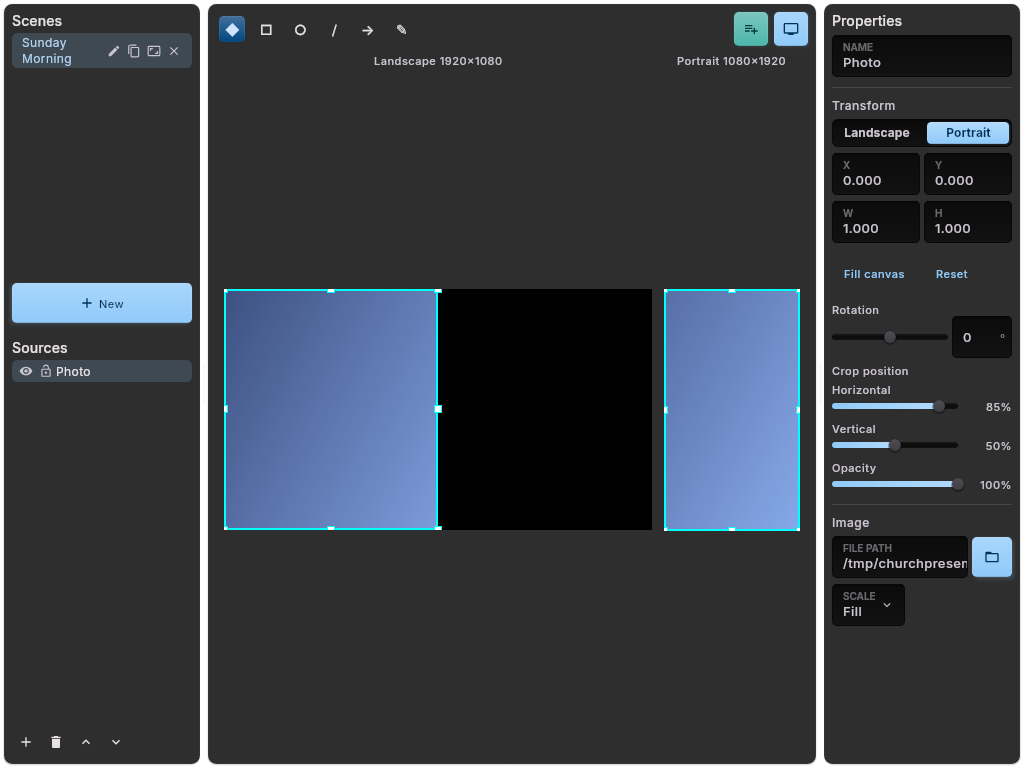 Scenes
Sunday
Morning
New
Sources
Photo
Landscape 1920×1080
Portrait 1080×1920
Properties
NAME
Photo
Transform
Landscape
Portrait
X
0.000
Y
0.000
W
1.000
H
1.000
Fill canvas
Reset
Rotation
0
°
Crop position
Horizontal
85%
Vertical
50%
Opacity
100%
Image
FILE PATH
/tmp/churchpresen
SCALE
Fill